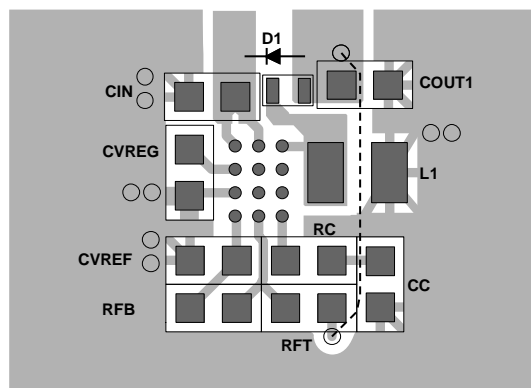 D1
CIN
COUT1
CVREG
L1
RC
CVREF
CC
RFB
RFT